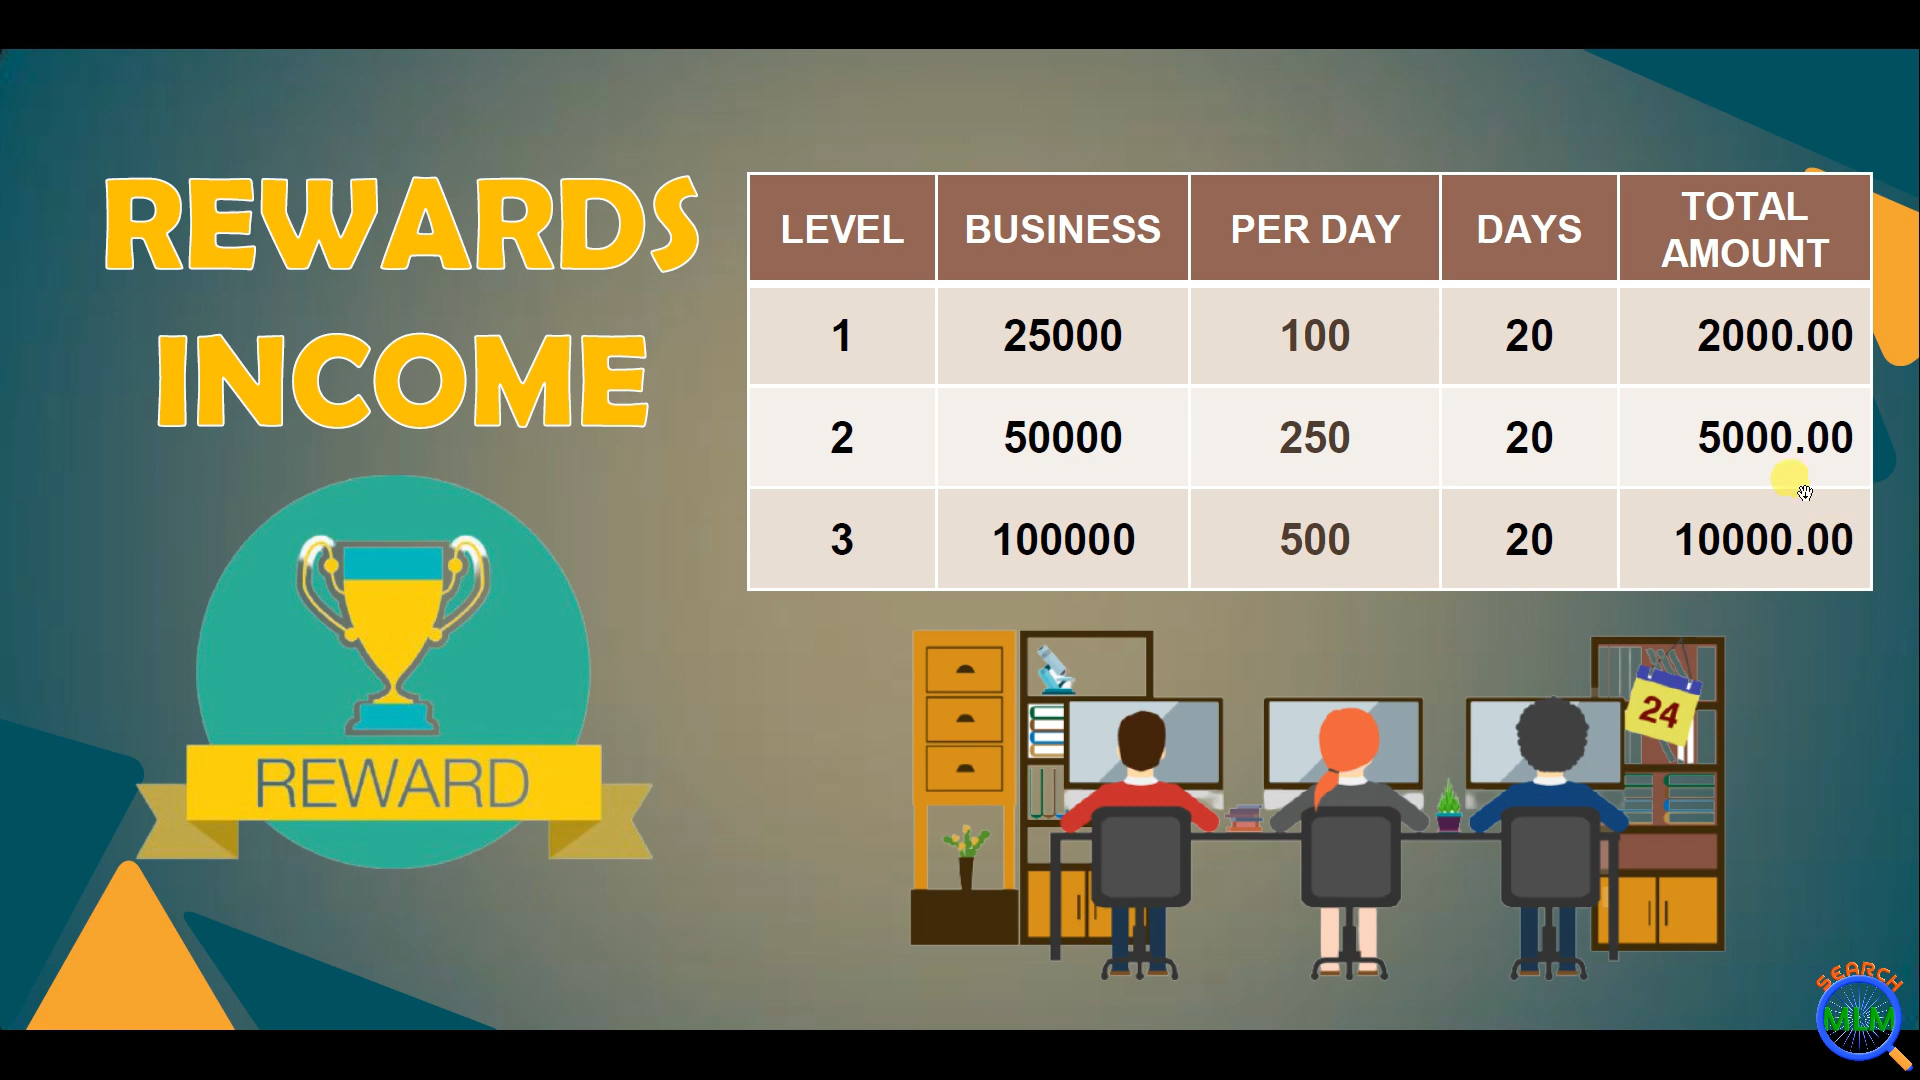 REWARDS
INCOME
LEVEL BUSINESS PER DAY DAYS TOTAL AMOUNT
1 25000 100 20 2000.00
2 50000 250 20 5000.00
3 100000 500 20 10000.00
REWARD
24
SEARCH
MLM